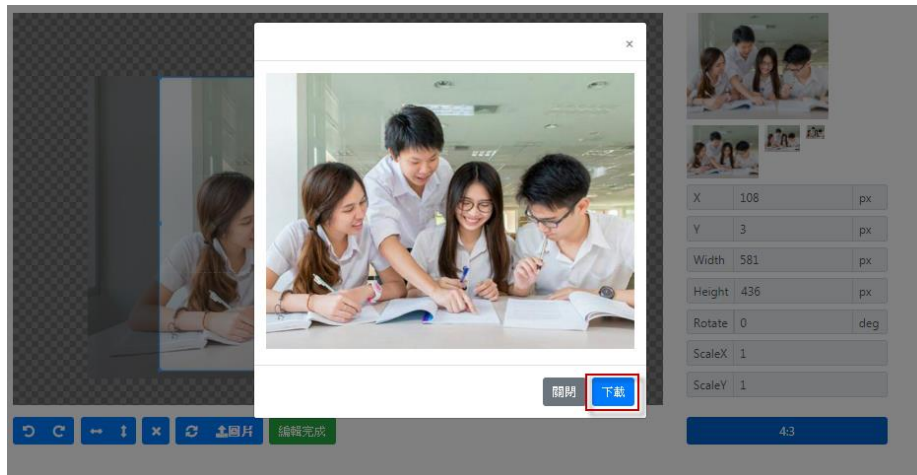 ×
X 108 px
Y 3 px
Width 581 px
Height 436 px
Rotate 0 deg
ScaleX 1
ScaleY 1
關閉 下載
上圖片 編輯完成 4:3